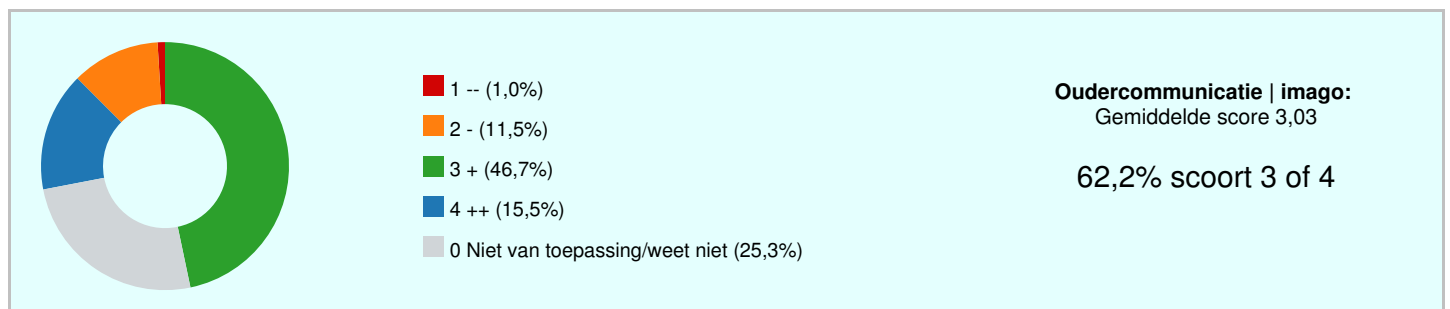 1 -- (1,0%)
2 - (11,5%)
3 + (46,7%)
4 ++ (15,5%)
0 Niet van toepassing/weet niet (25,3%)
Oudercommunicatie | imago:
Gemiddelde score 3,03
62,2% scoort 3 of 4